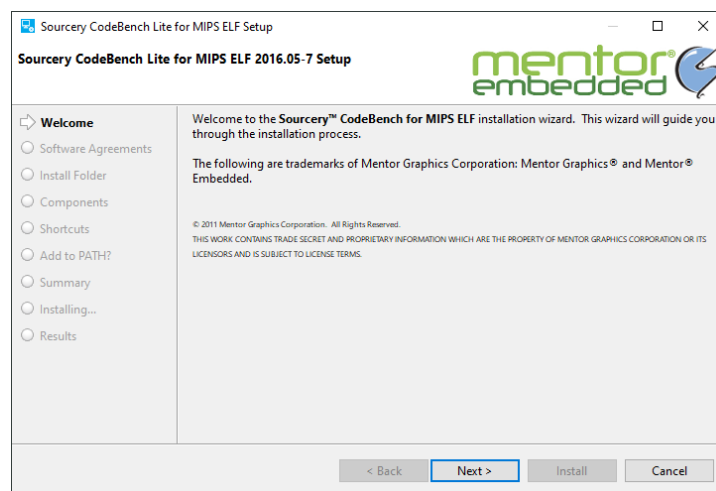 Sourcery CodeBench Lite for MIPS ELF Setup
Sourcery CodeBench Lite for MIPS ELF 2016.05-7 Setup
mentor®
embedded
Welcome
Software Agreements
Install Folder
Components
Shortcuts
Add to PATH?
Summary
Installing...
Results
Welcome to the Sourcery™ CodeBench for MIPS ELF installation wizard. This wizard will guide you
through the installation process.
The following are trademarks of Mentor Graphics Corporation: Mentor Graphics® and Mentor®
Embedded.
© 2011 Mentor Graphics Corporation. All Rights Reserved.
THIS WORK CONTAINS TRADE SECRET AND PROPRIETARY INFORMATION WHICH ARE THE PROPERTY OF MENTOR GRAPHICS CORPORATION OR ITS
LICENSORS AND IS SUBJECT TO LICENSE TERMS.
< Back Next > Install Cancel